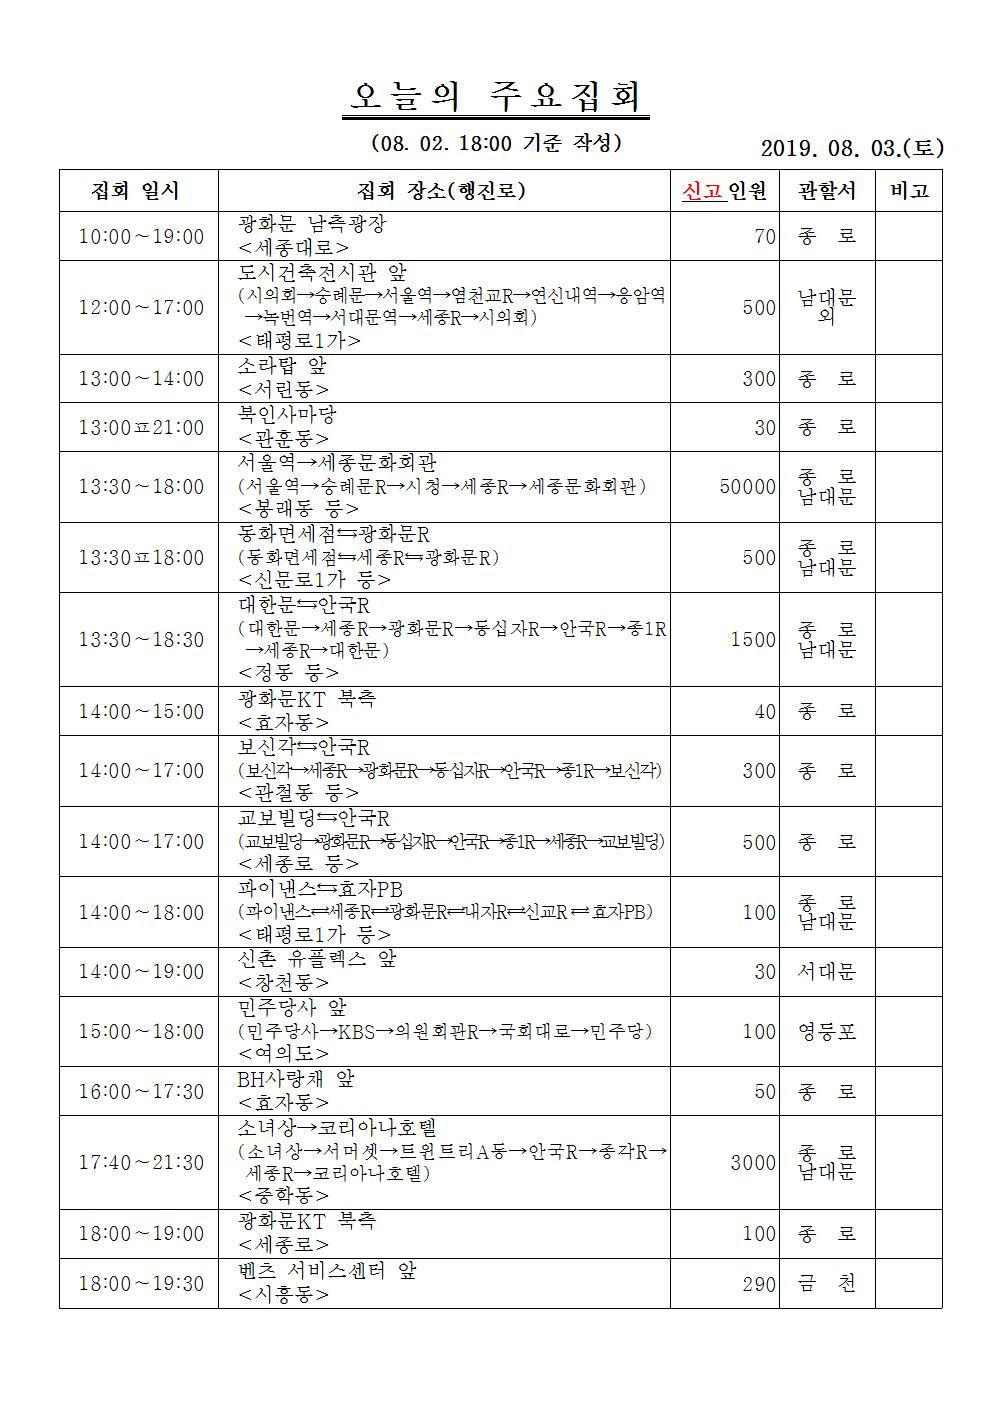 오늘의 주요집회
(08. 02. 18:00 기준 작성)
2019. 08. 03.(토)
집회 일시 집회 장소(행진로) 신고인원 관할서 비고
10:00~19:00 광화문 남측광장 70 종 로
<세종대로>
12:00~17:00 도시건축전시관 앞 500 남대문 외
(시의회→숭례문→서울역→염천교R→연신내역→응암역
→녹번역→서대문역→세종R→시의회)
<태평로1가>
13:00~14:00 소라탑 앞 300 종 로
<서린동>
13:00ㅍ21:00 북인사마당 30 종 로
<관훈동>
13:30~18:00 서울역→세종문화회관 50000 종 로 남대문
(서울역→숭례문R→시청→세종R→세종문화회관)
<봉래동 등>
13:30ㅍ18:00 동화면세점⇆광화문R 500 종 로 남대문
(동화면세점⇆세종R⇆광화문R)
<신문로1가 등>
13:30~18:30 대한문⇆안국R 1500 종 로 남대문
(대한문→세종R→광화문R→동십자R→안국R→종1R
→세종R→대한문)
<정동 등>
14:00~15:00 광화문KT 북측 40 종 로
<효자동>
14:00~17:00 보신각⇆안국R 300 종 로
(보신각→세종R→광화문R→동십자R→안국R→종1R→보신각)
<관철동 등>
14:00~17:00 교보빌딩⇆안국R 500 종 로
(교보빌딩→광화문R→동십자R→안국R→종1R→세종R→교보빌딩)
<세종로 등>
14:00~18:00 파이낸스⇆효자PB 100 종 로 남대문
(파이낸스⇄세종R⇄광화문R⇄내자R⇄신교R⇄효자PB)
<태평로1가 등>
14:00~19:00 신촌 유플렉스 앞 30 서대문
<창천동>
15:00~18:00 민주당사 앞 100 영등포
(민주당사→KBS→의원회관R→국회대로→민주당)
<여의도>
16:00~17:30 BH사랑채 앞 50 종 로
<효자동>
17:40~21:30 소녀상→코리아나호텔 3000 종 로 남대문
(소녀상→서머셋→트윈트리A동→안국R→종각R→
세종R→코리아나호텔)
<중학동>
18:00~19:00 광화문KT 북측 100 종 로
<세종로>
18:00~19:30 벤츠 서비스센터 앞 290 금 천
<시흥동>